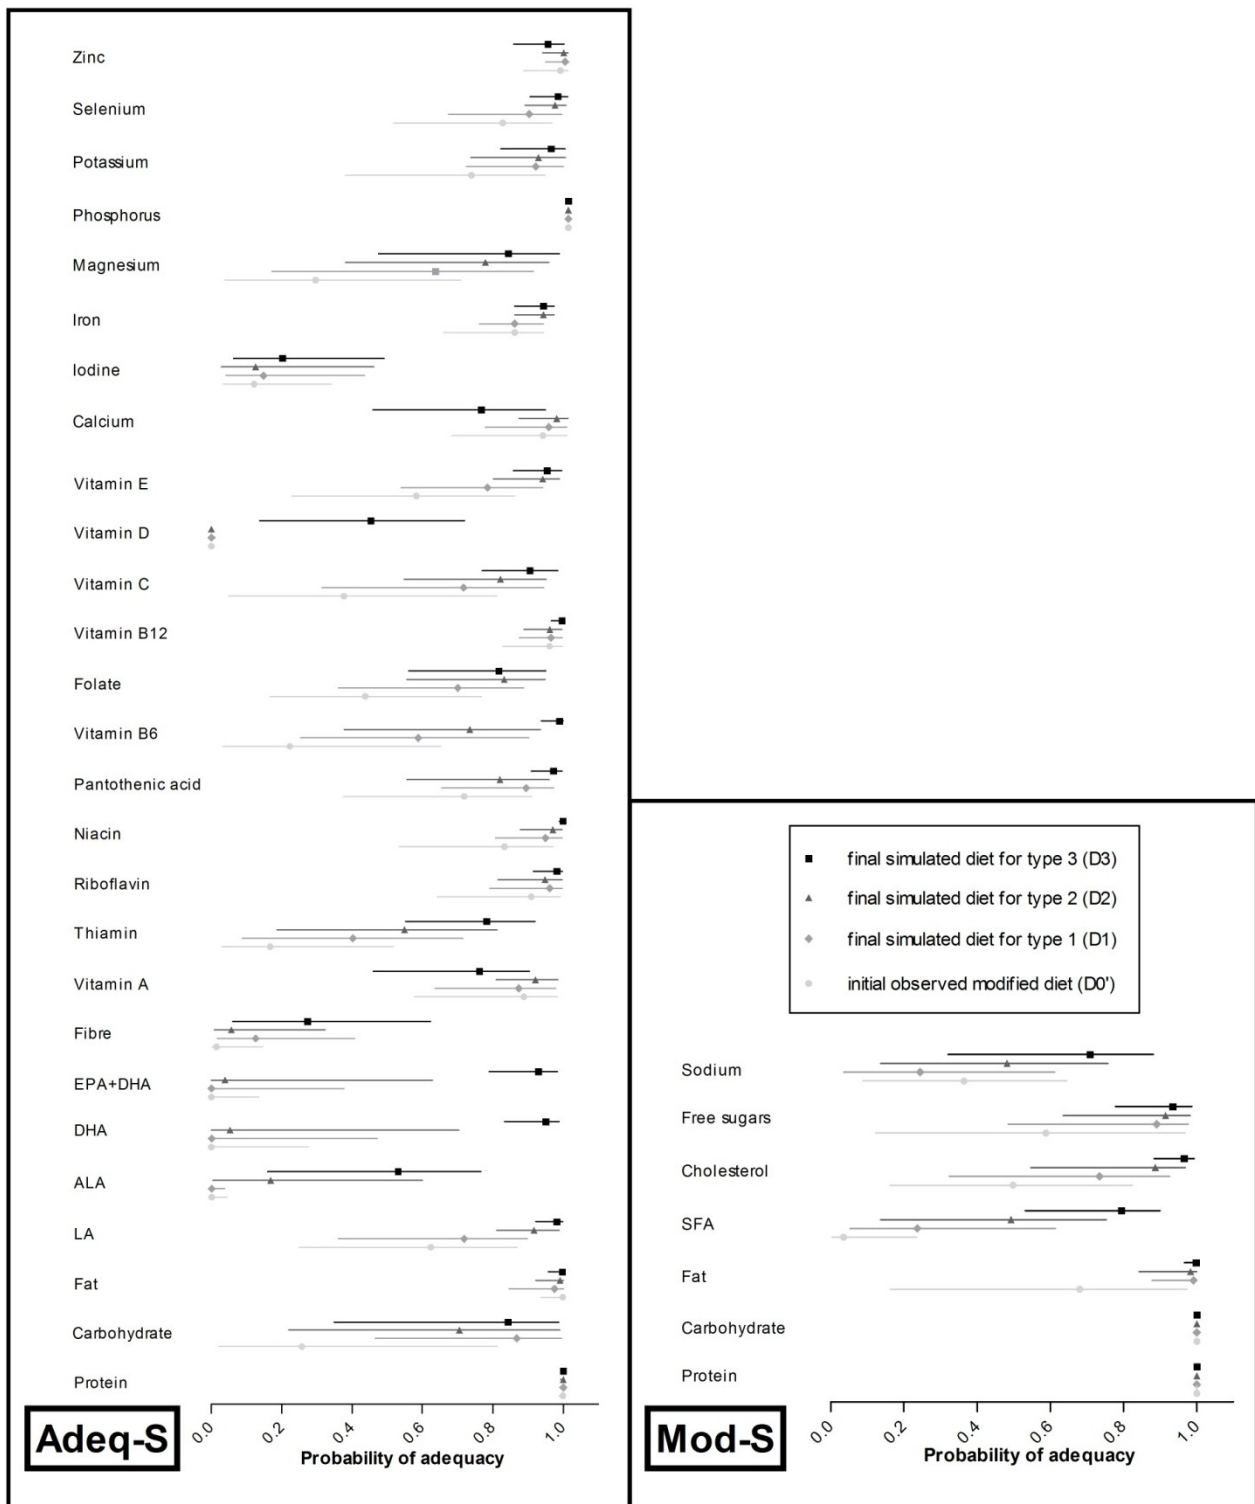 Zinc
Selenium
Potassium
Phosphorus
Magnesium
Iron
Iodine
Calcium
Vitamin E
Vitamin D
Vitamin C
Vitamin B12
Folate
Vitamin B6
Pantothenic acid
Niacin
Riboflavin
Thiamin
Vitamin A
Fibre
EPA+DHA
DHA
ALA
LA
Fat
Carbohydrate
Protein
0.0 0.2 0.4 0.6 0.8 1.0
Probability of adequacy
Adeq-S
final simulated diet for type 3 (D3)
final simulated diet for type 2 (D2)
final simulated diet for type 1 (D1)
initial observed modified diet (D0')
Sodium
Free sugars
Cholesterol
SFA
Fat
Carbohydrate
Protein
0.0 0.2 0.4 0.6 0.8 1.0
Probability of adequacy
Mod-S